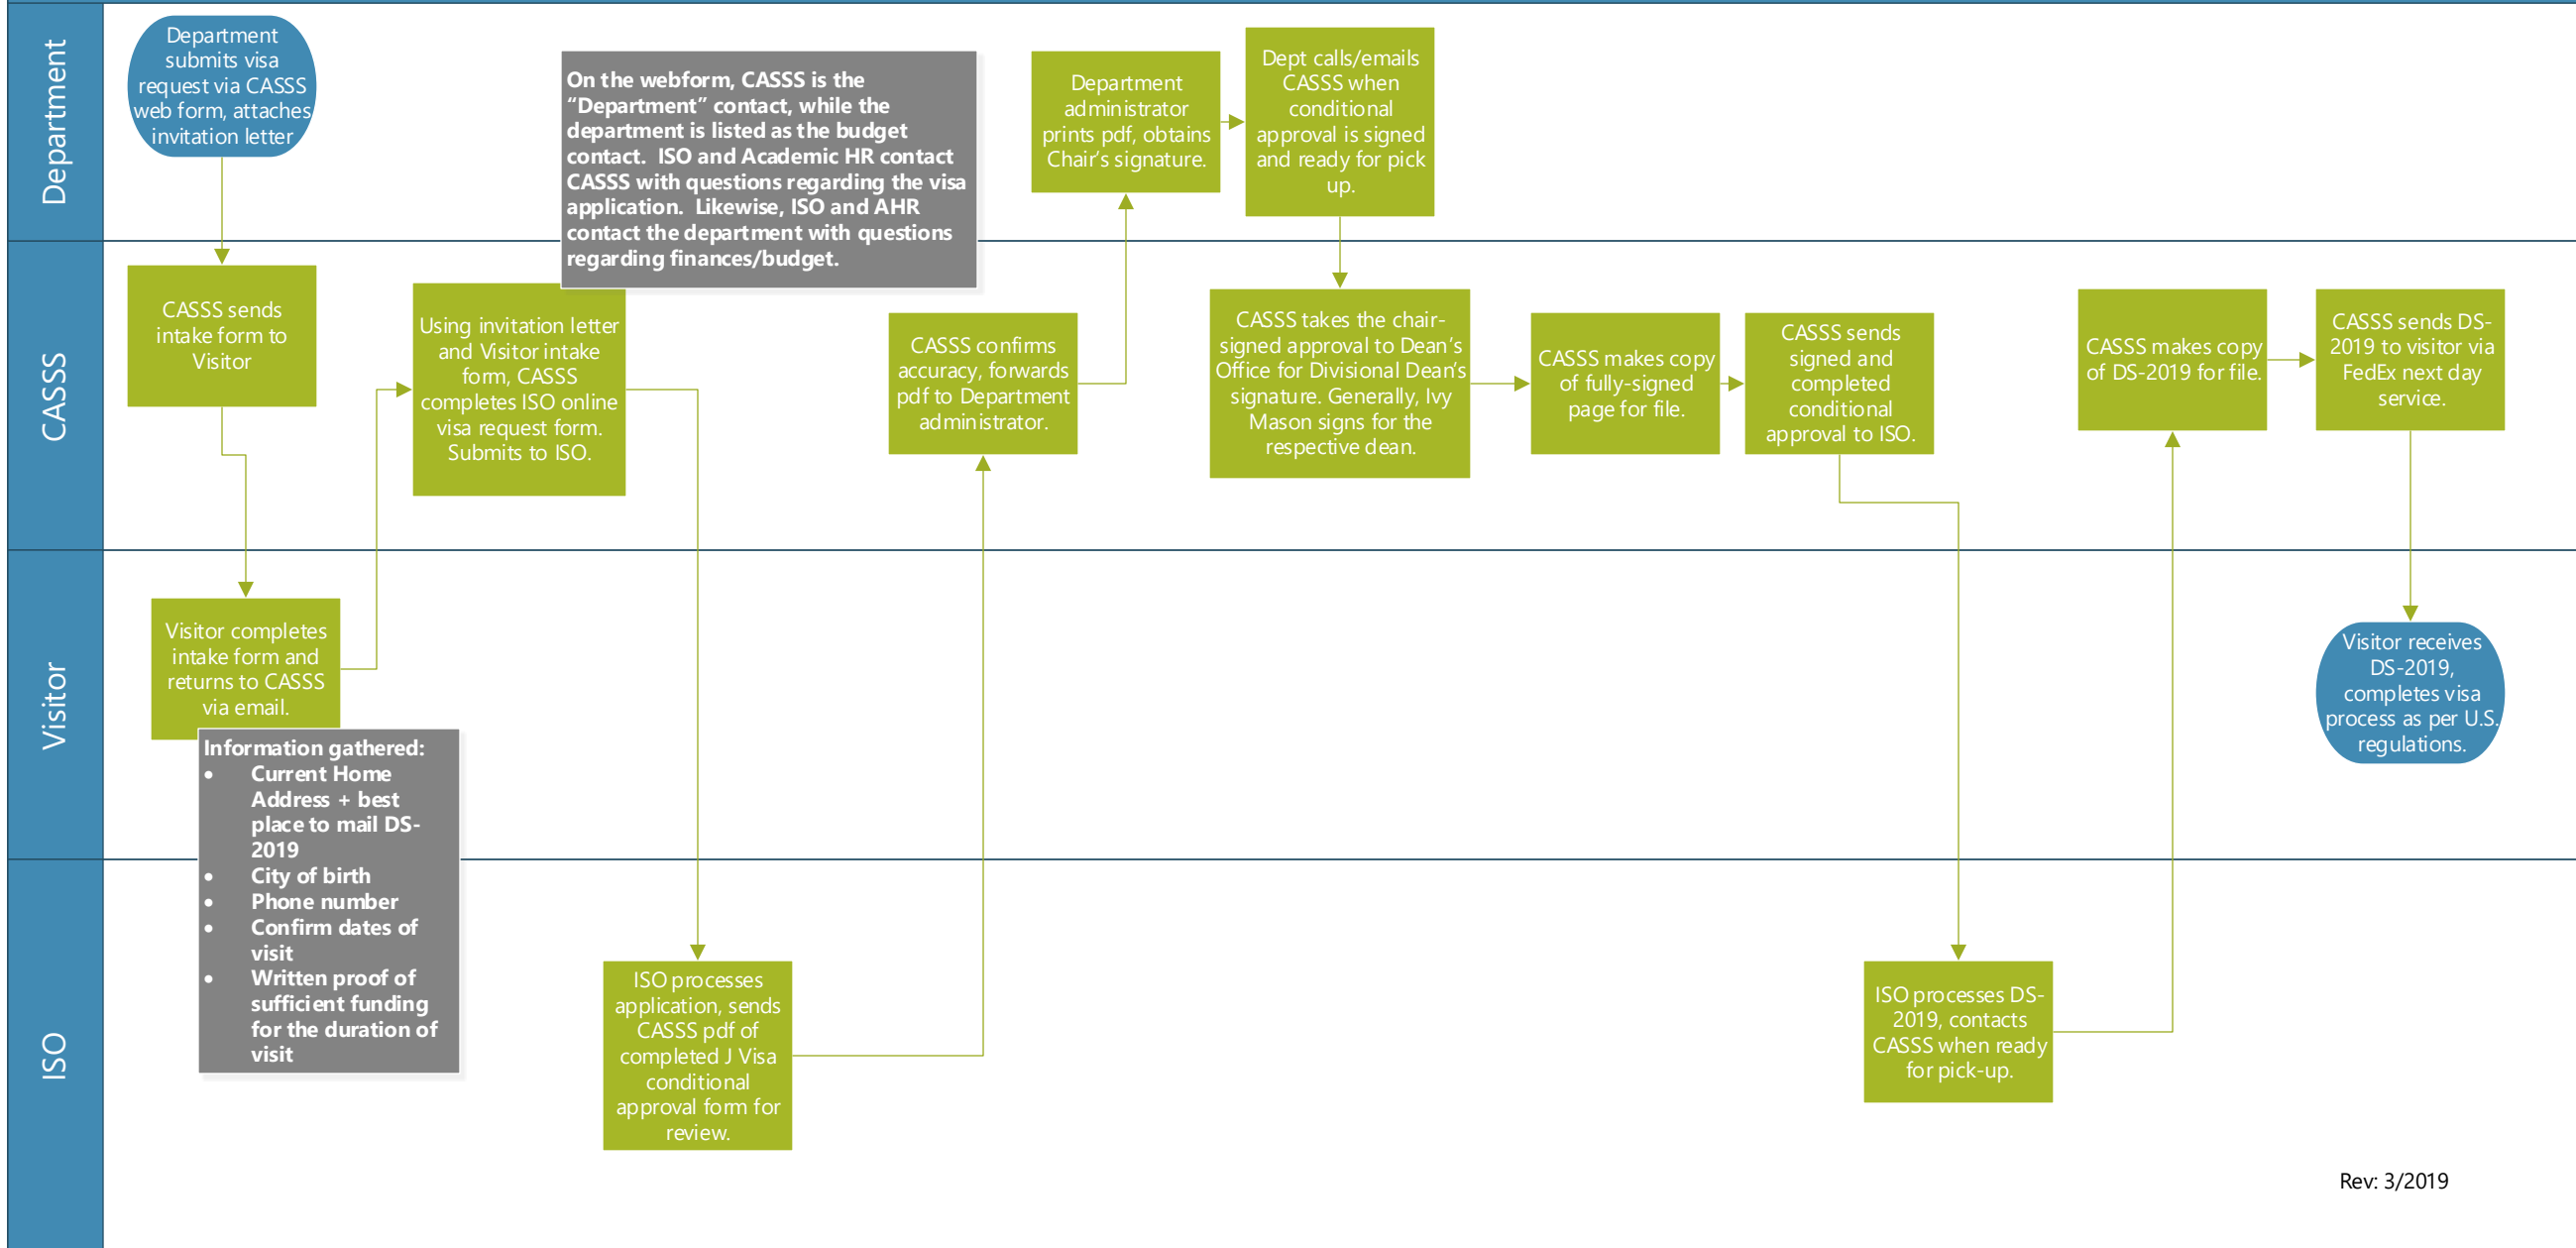 Department
Department
submits visa
request via CASSS
web form, attaches
invitation letter
On the webform, CASSS is the
“Department” contact, while the
department is listed as the budget
contact.  ISO and Academic HR contact
CASSS with questions regarding the visa
application.  Likewise, ISO and AHR
contact the department with questions
regarding finances/budget.
Department
administrator
prints pdf, obtains
Chair’s signature.
Dept calls/emails
CASSS when
conditional
approval is signed
and ready for pick
up.
CASSS
CASSS sends
intake form to
Visitor
Using invitation letter
and Visitor intake
form, CASSS
completes ISO online
visa request form.
Submits to ISO.
CASSS confirms
accuracy, forwards
pdf to Department
administrator.
CASSS takes the chair-
signed approval to Dean’s
Office for Divisional Dean’s
signature. Generally, Ivy
Mason signs for the
respective dean.
CASSS makes copy
of fully-signed
page for file.
CASSS sends
signed and
completed
conditional
approval to ISO.
CASSS makes copy
of DS-2019 for file.
CASSS sends DS-
2019 to visitor via
FedEx next day
service.
Visitor
Visitor completes
intake form and
returns to CASSS
via email.
Information gathered:
• Current Home
Address + best
place to mail DS-
2019
• City of birth
• Phone number
• Confirm dates of
visit
• Written proof of
sufficient funding
for the duration of
visit
Visitor receives
DS-2019,
completes visa
process as per U.S.
regulations.
ISO
ISO processes
application, sends
CASSS pdf of
completed J Visa
conditional
approval form for
review.
ISO processes DS-
2019, contacts
CASSS when ready
for pick-up.
Rev: 3/2019